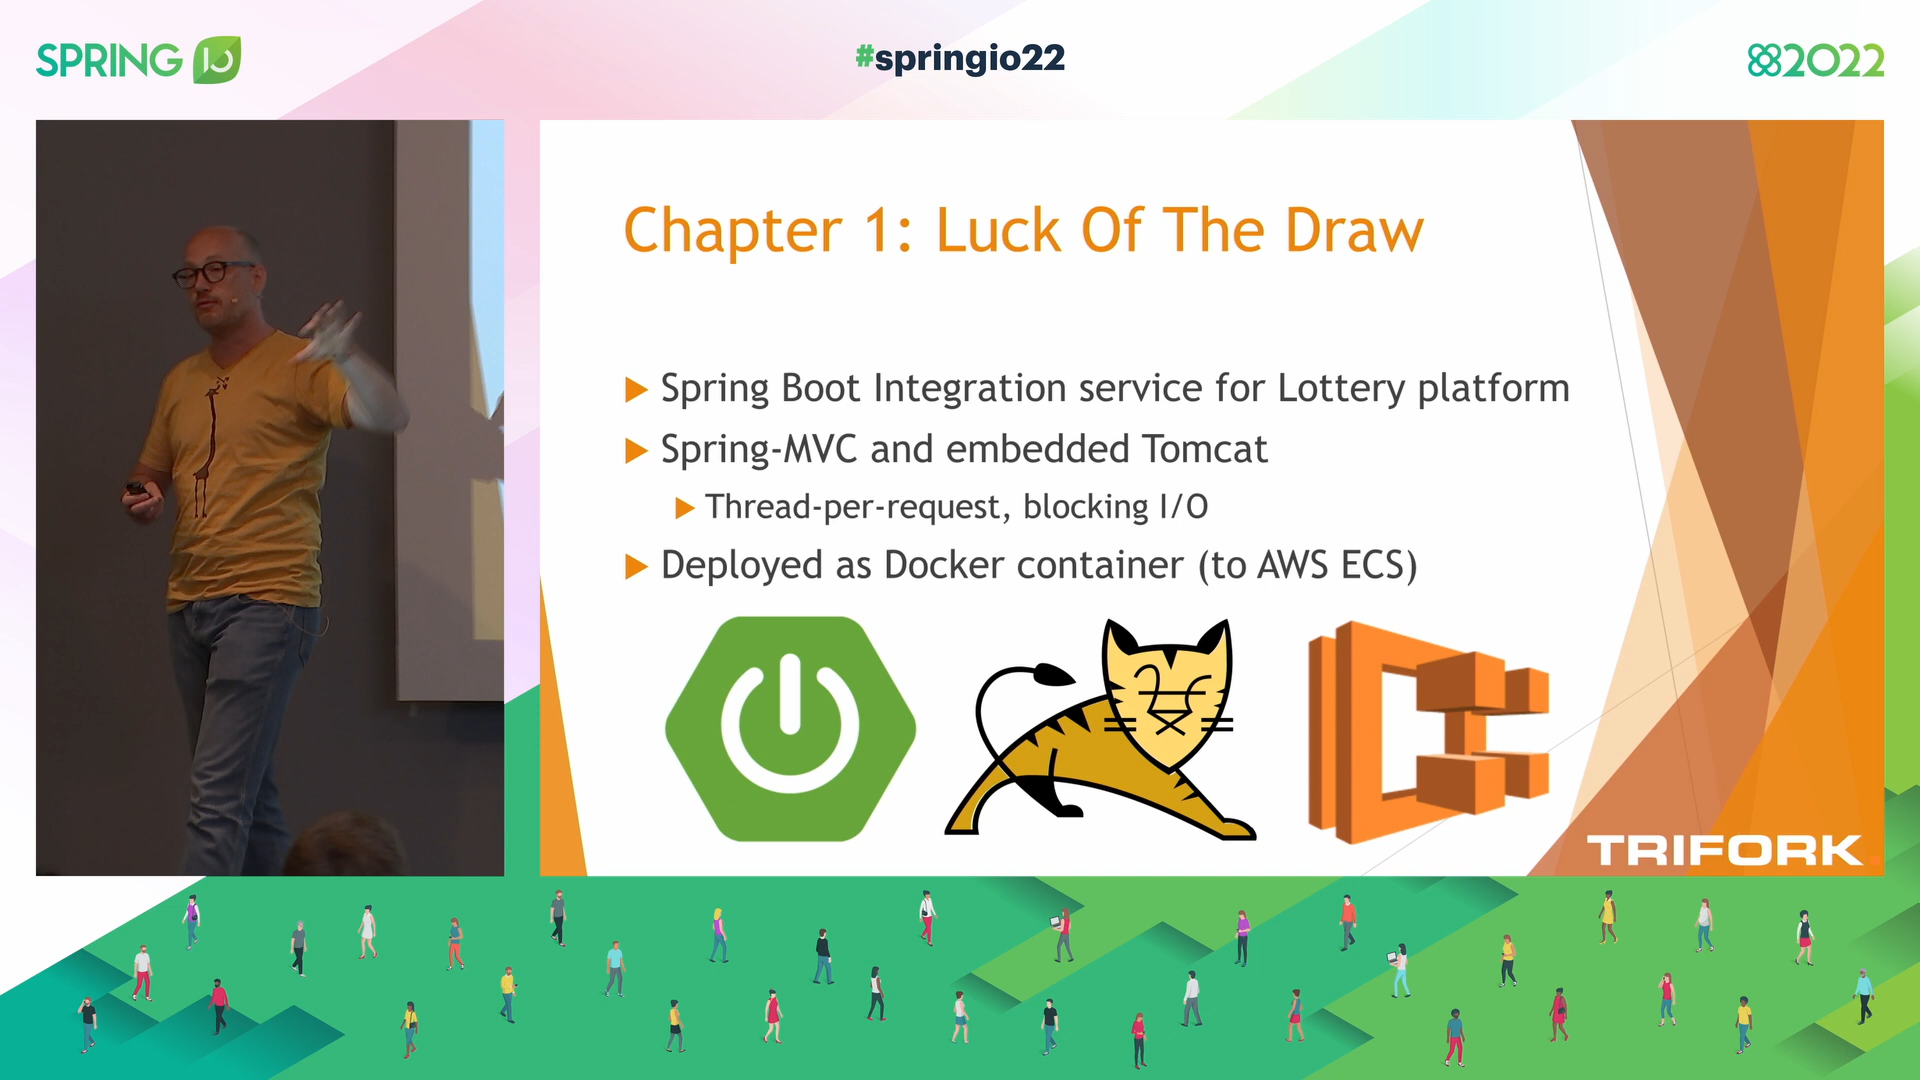 SPRING IO
#springio22
2022
Chapter 1: Luck Of The Draw
Spring Boot Integration service for Lottery platform
Spring-MVC and embedded Tomcat
Thread-per-request, blocking I/O
Deployed as Docker container (to AWS ECS)
TRIFORK